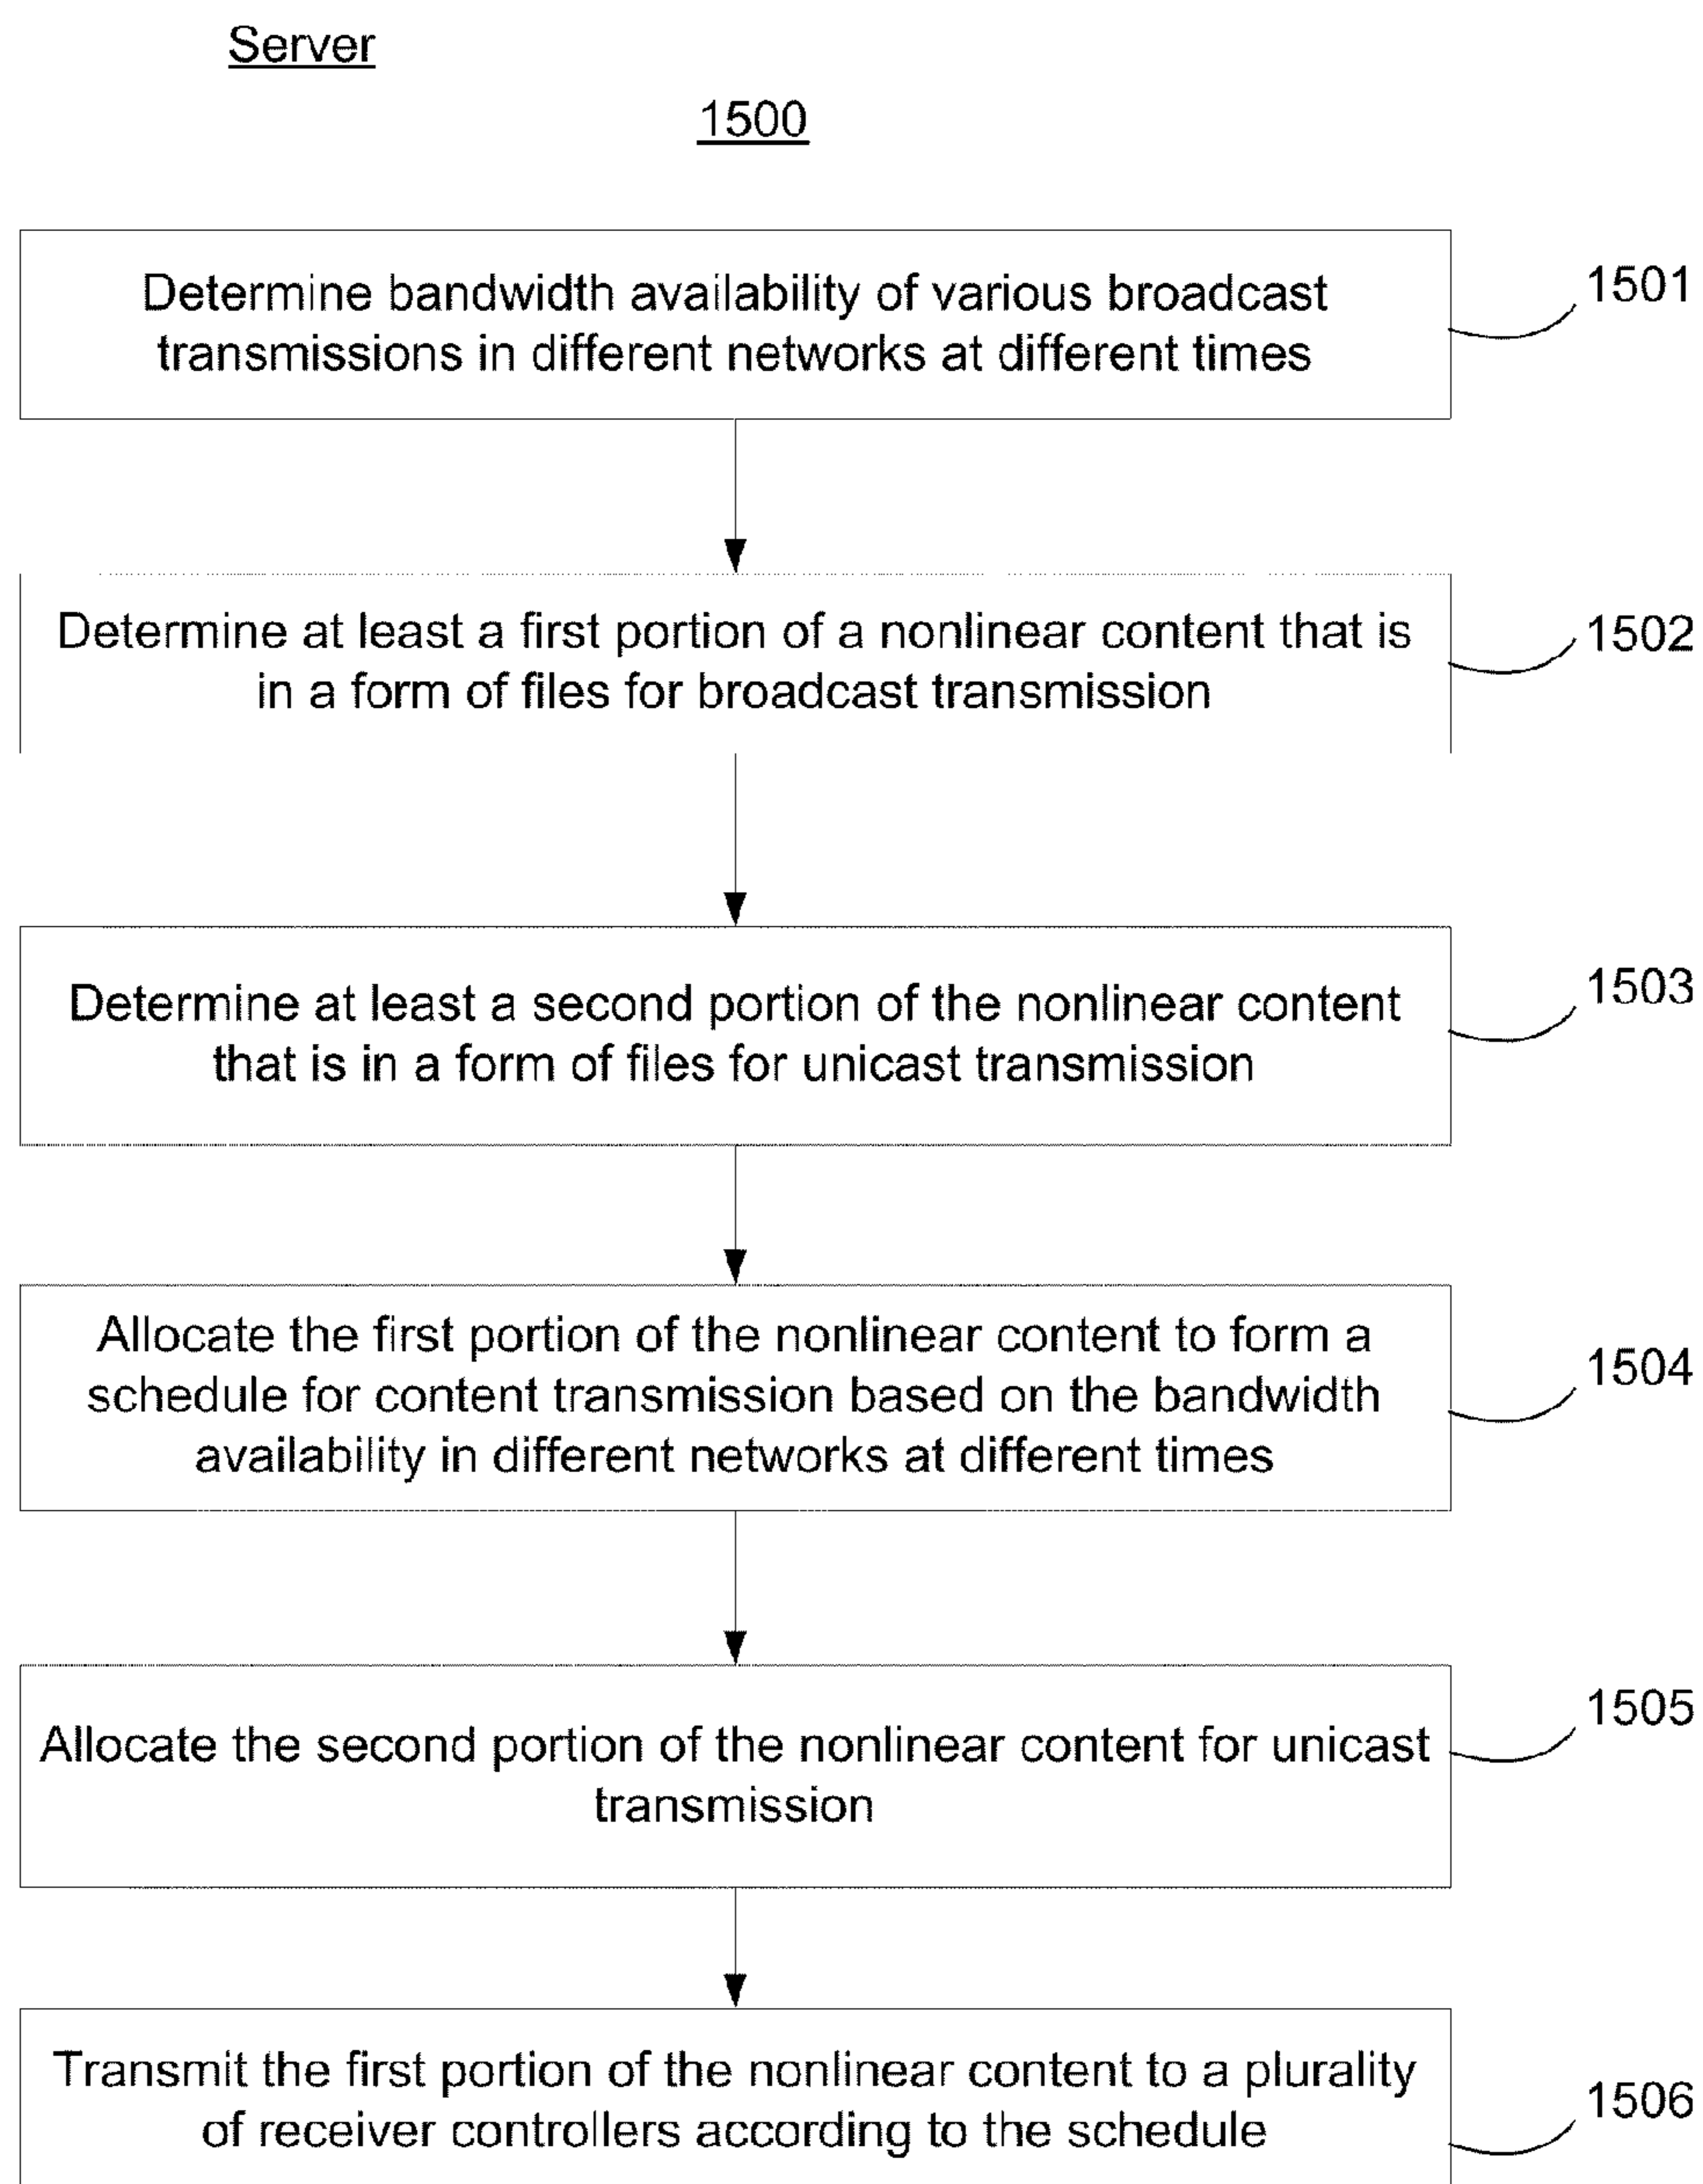 Server
1500
Determine bandwidth availability of various broadcast
transmissions in different networks at different times
1501
Determine at least a first portion of a nonlinear content that is
in a form of files for broadcast transmission
1502
Determine at least a second portion of the nonlinear content
that is in a form of files for unicast transmission
1503
Allocate the first portion of the nonlinear content to form a
schedule for content transmission based on the bandwidth
availability in different networks at different times
1504
Allocate the second portion of the nonlinear content for unicast
transmission
1505
Transmit the first portion of the nonlinear content to a plurality
of receiver controllers according to the schedule
1506